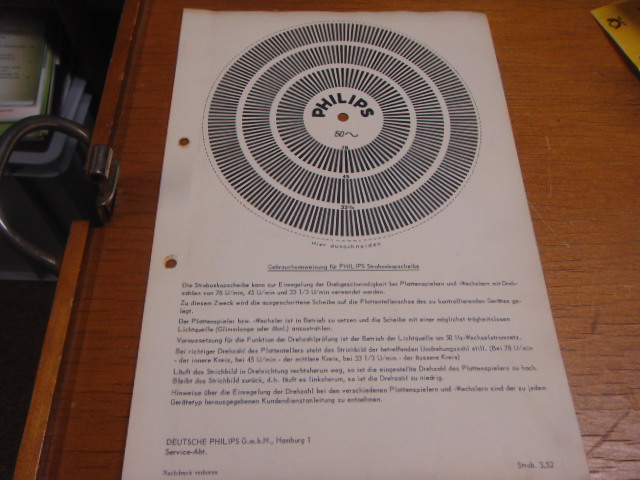 PHILIPS
50~
78
45
33⅓
Hier ausschneiden
Gebrauchsanweisung für PHILIPS Stroboskopscheibe
Die Stroboskopscheibe kann zur Einregelung der Drehgeschwindigkeit bei Plattenspielern und -Wechslern mit Dreh-
zahlen von 78 U/min, 45 U/min und 33 1/3 U/min verwendet werden.
Zu diesem Zweck wird die ausgeschnittene Scheibe auf die Plattentellerachse des zu kontrollierenden Gerätes ge-
legt.
Der Plattenspieler bzw. -Wechsler ist in Betrieb zu setzen und die Scheibe mit einer möglichst trägheitslosen
Lichtquelle (Glimmlampe oder ähnl.) anzustrahlen.
Voraussetzung für die Funktion der Drehzahlprüfung ist der Betrieb der Lichtquelle am 50 Hz-Wechselstromnetz.
Bei richtiger Drehzahl des Plattentellers steht das Strichbild der betreffenden Umdrehungszahl still. (Bei 78 U/min
- der innere Kreis, bei 45 U/min - der mittlere Kreis, bei 33 1/3 U/min - der äussere Kreis)
Läuft das Strichbild in Drehrichtung rechtsherum weg, so ist die eingestellte Drehzahl des Plattenspielers zu hoch.
Bleibt das Strichbild zurück, d.h. läuft es linksherum, so ist die Drehzahl zu niedrig.
Hinweise über die Einregelung der Drehzahl bei den verschiedenen Plattenspielern und -Wechslern sind der zu jedem
Gerätetyp herausgegebenen Kundendienstanleitung zu entnehmen.
DEUTSCHE PHILIPS G.m.b.H., Hamburg 1
Service-Abt.
Nachdruck verboten
Strob. 3.52